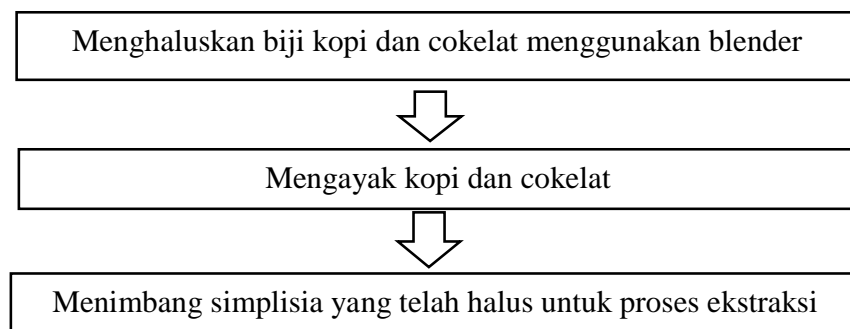 Menghaluskan biji kopi dan cokelat menggunakan blender
Mengayak kopi dan cokelat
Menimbang simplisia yang telah halus untuk proses ekstraksi